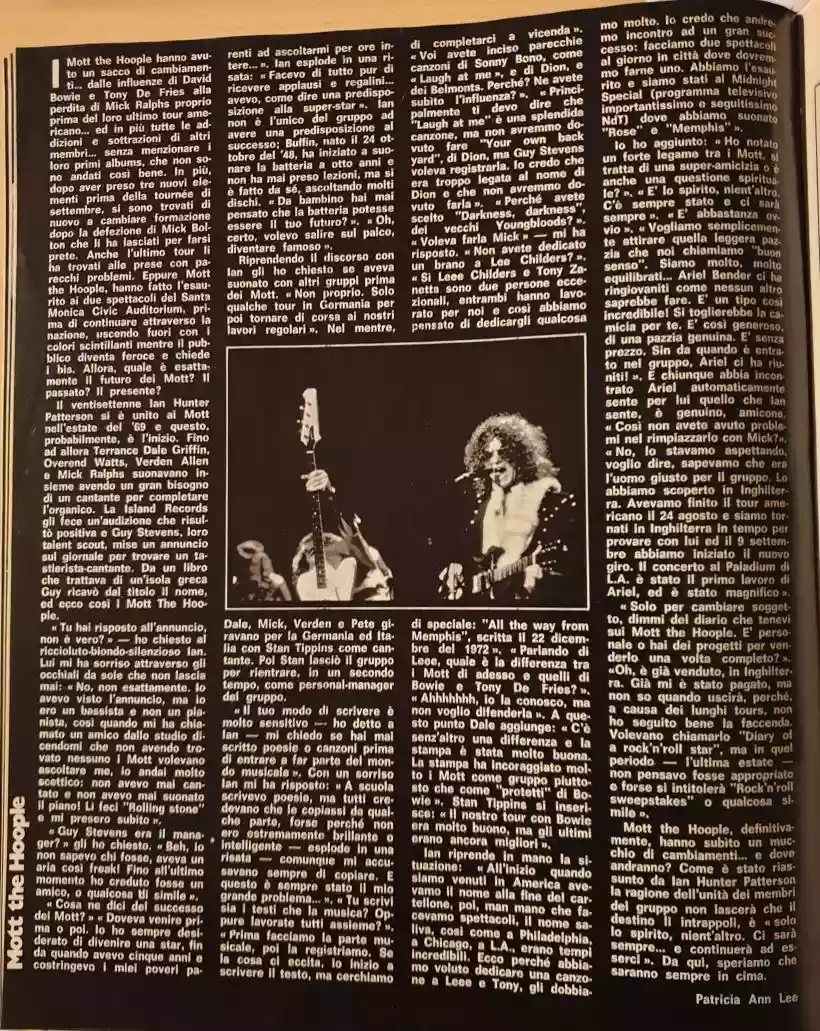 Mott the Hoople
I Mott the Hoople hanno avu-
to un sacco di cambiamen-
ti... dalle influenze di David
Bowie e Tony De Fries alla
perdita di Mick Ralphs proprio
prima del loro ultimo tour ame-
ricano... ed in più tutte le ad-
dizioni e sottrazioni di altri
membri... senza menzionare i
loro primi albums, che non so-
no andati così bene. In più,
dopo aver preso tre nuovi ele-
menti prima della tournée di
settembre, si sono trovati di
nuovo a cambiare formazione
dopo la defezione di Mick Bol-
ton che li ha lasciati per farsi
prete. Anche l'ultimo tour li
ha trovati alle prese con pa-
recchi problemi. Eppure Mott
the Hoople, hanno fatto l'esau-
rito ai due spettacoli del Santa
Monica Civic Auditorium, pri-
ma di continuare attraverso la
nazione, uscendo fuori con i
colori scintillanti mentre il pub-
blico diventa feroce e chiede
i bis. Allora, quale è esatta-
mente il futuro dei Mott? Il
passato? Il presente?
Il ventisettenne Ian Hunter
Patterson si è unito ai Mott
nell'estate del '69 e questo,
probabilmente, è l'inizio. Fino
ad allora Terrance Dale Griffin,
Overend Watts, Verden Allen
e Mick Ralphs suonavano in-
sieme avendo un gran bisogno
di un cantante per completare
l'organico. La Island Records
gli fece un'audizione che risul-
tò positiva e Guy Stevens, loro
talent scout, mise un annuncio
sul giornale per trovare un ta-
stierista-cantante. Da un libro
che trattava di un'isola greca
Guy ricavò dal titolo il nome,
ed ecco così i Mott The Hoo-
ple.
« Tu hai risposto all'annuncio,
non è vero? » — ho chiesto al
riccioluto-biondo-silenzioso Ian.
Lui mi ha sorriso attraverso gli
occhiali da sole che non lascia
mai: « No, non esattamente. Io
avevo visto l'annuncio, ma io
ero un bassista e non un pia-
nista, così quando mi ha chia-
mato un amico dallo studio di-
cendomi che non avendo tro-
vato nessuno i Mott volevano
ascoltare me, io andai molto
scettico: non avevo mai can-
tato e non avevo mai suonato
il piano! Li feci "Rolling stone"
e mi presero subito ».
« Guy Stevens era il mana-
ger? » gli ho chiesto. « Beh, io
non sapevo chi fosse, aveva un
aria così freak! Fino all'ultimo
momento ho creduto fosse un
amico, o qualcosa ti simile ».
« Cosa ne dici del successo
dei Mott? » « Doveva venire pri-
ma o poi. Io ho sempre desi-
derato di divenire una star, fin
da quando avevo cinque anni e
costringevo i miei poveri pa-
renti ad ascoltarmi per ore in-
tere... ». Ian esplode in una ri-
sata: « Facevo di tutto pur di
ricevere applausi e regalini...
avevo, come dire una predispo-
sizione alla super-star ». Ian
non è l'unico del gruppo ad
avere una predisposizione al
successo; Buffin, nato il 24 ot-
tobre del '48, ha iniziato a suo-
nare la batteria a otto anni e
non ha mai preso lezioni, ma si
è fatto da sé, ascoltando molti
dischi. « Da bambino hai mai
pensato che la batteria potesse
essere il tuo futuro? ». « Oh,
certo, volevo salire sul palco,
diventare famoso ».
Riprendendo il discorso con
Ian gli ho chiesto se aveva
suonato con altri gruppi prima
dei Mott. « Non proprio. Solo
qualche tour in Germania per
poi tornare di corsa ai nostri
lavori regolari ». Nel mentre,
Dale, Mick, Verden e Pete gi-
ravano per la Germania ed Ita-
lia con Stan Tippins come can-
tante. Poi Stan lasciò il gruppo
per rientrare, in un secondo
tempo, come personal-manager
del gruppo.
« Il tuo modo di scrivere è
molto sensitivo — ho detto a
Ian — mi chiedo se hai mai
scritto poesie o canzoni prima
di entrare a far parte del mon-
do musicale ». Con un sorriso
Ian mi ha risposto: « A scuola
scrivevo poesie, ma tutti cre-
devano che le copiassi da qual-
che parte, forse perché non
ero estremamente brillante o
intelligente — esplode in una
risata — comunque mi accu-
savano sempre di copiare. E
questo è sempre stato il mio
grande problema... ». « Tu scrivi
sia i testi che la musica? Op-
pure lavorate tutti assieme? ».
« Prima facciamo la parte mu-
sicale, poi la registriamo. Se
la cosa ci eccita, io inizio a
scrivere il testo, ma cerchiamo
di completarci a vicenda ».
« Voi avete inciso parecchie
canzoni di Sonny Bono, come
« Laugh at me », e di Dion, e
dei Belmonts. Perché? Ne avete
subìto l'influenza? ». « Princi-
palmente ti devo dire che
"Laugh at me" è una splendida
canzone, ma non avremmo do-
vuto fare "Your own back
yard", di Dion, ma Guy Stevens
voleva registrarla. Io credo che
era troppo legata al nome di
Dion e che non avremmo do-
vuto farla ». « Perché avete
scelto "Darkness, darkness",
dei vecchi Youngbloods? ».
« Voleva farla Mick » — mi ha
risposto. « Non avete dedicato
un brano a Lee Childers? ».
« Sì Leee Childers e Tony Za-
netta sono due persone ecce-
zionali, entrambi hanno lavo-
rato per noi e così abbiamo
pensato di dedicargli qualcosa
di speciale: "All the way from
Memphis", scritta il 22 dicem-
bre del 1972 ». « Parlando di
Leee, quale è la differenza tra
i Mott di adesso e quelli di
Bowie e Tony De Fries? ».
« Ahhhhhh, io la conosco, ma
non voglio difenderla ». A que-
sto punto Dale aggiunge: « C'è
senz'altro una differenza e la
stampa è stata molto buona.
La stampa ha incoraggiato mol-
to i Mott come gruppo piutto-
sto che come "protetti" di Bo-
wie ». Stan Tippins si inseri-
sce: « Il nostro tour con Bowie
era molto buono, ma gli ultimi
erano ancora migliori ».
Ian riprende in mano la si-
tuazione: « All'inizio quando
siamo venuti in America ave-
vamo il nome alla fine del car-
tellone, poi, man mano che fa-
cevamo spettacoli, il nome sa-
liva, così come a Philadelphia,
a Chicago, a L.A., erano tempi
incredibili. Ecco perché abbia-
mo voluto dedicare una canzo-
ne a Leee e Tony, gli dobbia-
mo molto. Io credo che andre-
mo incontro ad un gran suc-
cesso: facciamo due spettacoli
al giorno in città dove dovrem-
mo farne uno. Abbiamo l'esau-
rito e siamo stati al Midnight
Special (programma televisivo
importantissimo e seguitissimo
NdT) dove abbiamo suonato
"Rose" e "Memphis" ».
Io ho aggiunto: « Ho notato
un forte legame tra i Mott, si
tratta di una super-amicizia o è
anche una questione spiritua-
le? ». « E' lo spirito, nient'altro.
C'è sempre stato e ci sarà
sempre ». « E' abbastanza ov-
vio ». « Vogliamo semplicemen-
te attirare quella leggera paz-
zia che noi chiamiamo "buon
senso". Siamo molto, molto
equilibrati... Ariel Bender ci ha
ringiovaniti come nessun altro
saprebbe fare. E' un tipo così
incredibile! Si toglierebbe la ca-
micia per te. E' così generoso,
di una pazzia genuina. E' senza
prezzo. Sin da quando è entra-
to nel gruppo, Ariel ci ha riu-
niti! ». E chiunque abbia incon-
trato Ariel automaticamente
sente per lui quello che Ian
sente, è genuino, amicone.
« Così non avete avuto proble-
mi nel rimpiazzarlo con Mick? ».
« No, lo stavamo aspettando,
voglio dire, sapevamo che era
l'uomo giusto per il gruppo. Lo
abbiamo scoperto in Inghilter-
ra. Avevamo finito il tour ame-
ricano il 24 agosto e siamo tor-
nati in Inghilterra in tempo per
provare con lui ed il 9 settem-
bre abbiamo iniziato il nuovo
giro. Il concerto al Paladium di
L.A. è stato il primo lavoro di
Ariel, ed è stato magnifico ».
« Solo per cambiare sogget-
to, dimmi del diario che tenevi
sui Mott the Hoople. E' perso-
nale o hai dei progetti per ven-
derlo una volta completo? ».
«Oh, è già venduto, in Inghilter-
ra. Già mi è stato pagato, ma
non so quando uscirà, perché,
a causa dei lunghi tours, non
ho seguito bene la faccenda.
Volevano chiamarlo "Diary of
a rock'n'roll star", ma in quel
periodo — l'ultima estate —
non pensavo fosse appropriato
e forse si intitolerà "Rock'n'roll
sweepstakes" o qualcosa si-
mile ».
Mott the Hoople, definitiva-
mente, hanno subìto un muc-
chio di cambiamenti... e dove
andranno? Come è stato rias-
sunto da Ian Hunter Patterson
la ragione dell'unità dei membri
del gruppo non lascerà che il
destino li intrappoli, è « solo
lo spirito, nient'altro. Ci sarà
sempre... e continuerà ad es-
serci ». Da qui, speriamo che
saranno sempre in cima.
Patricia Ann Lee